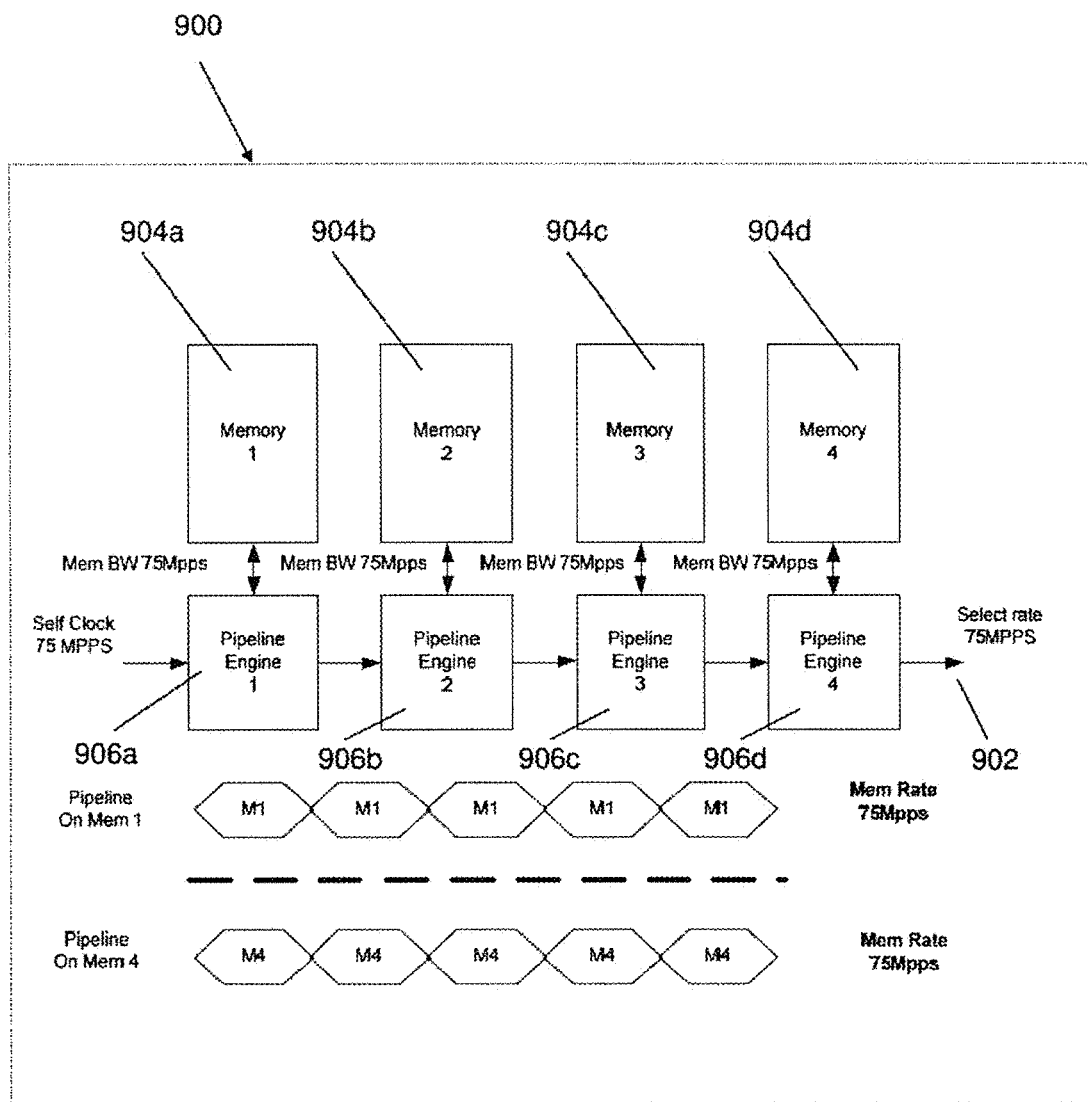 900
904a
904b
904c
904d
Memory
1
Memory
2
Memory
3
Memory
4
Mem BW 75Mpps
Mem BW 75Mpps
Mem BW 75Mpps
Mem BW 75Mpps
Self Clock
75 MPPS
Pipeline
Engine
1
Pipeline
Engine
2
Pipeline
Engine
3
Pipeline
Engine
4
Select rate
75MPPS
906a
906b
906c
906d
902
Pipeline
On Mem 1
M1
M1
M1
M1
M1
Mem Rate
75Mpps
Pipeline
On Mem 4
M4
M4
M4
M4
M4
Mem Rate
75Mpps